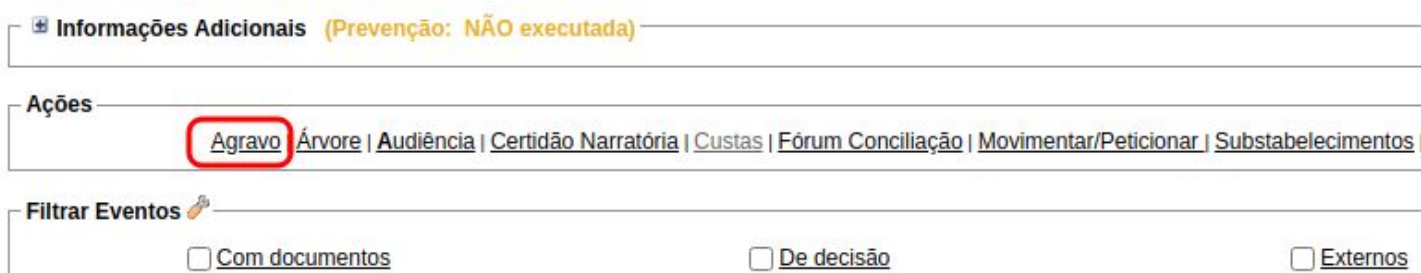 Informações Adicionais (Prevenção: NÃO executada)
Ações
Agravo | Árvore | Audiência | Certidão Narratória | Custas | Fórum Conciliação | Movimentar/Peticionar | Substabelecimentos |
Filtrar Eventos
Com documentos De decisão Externos